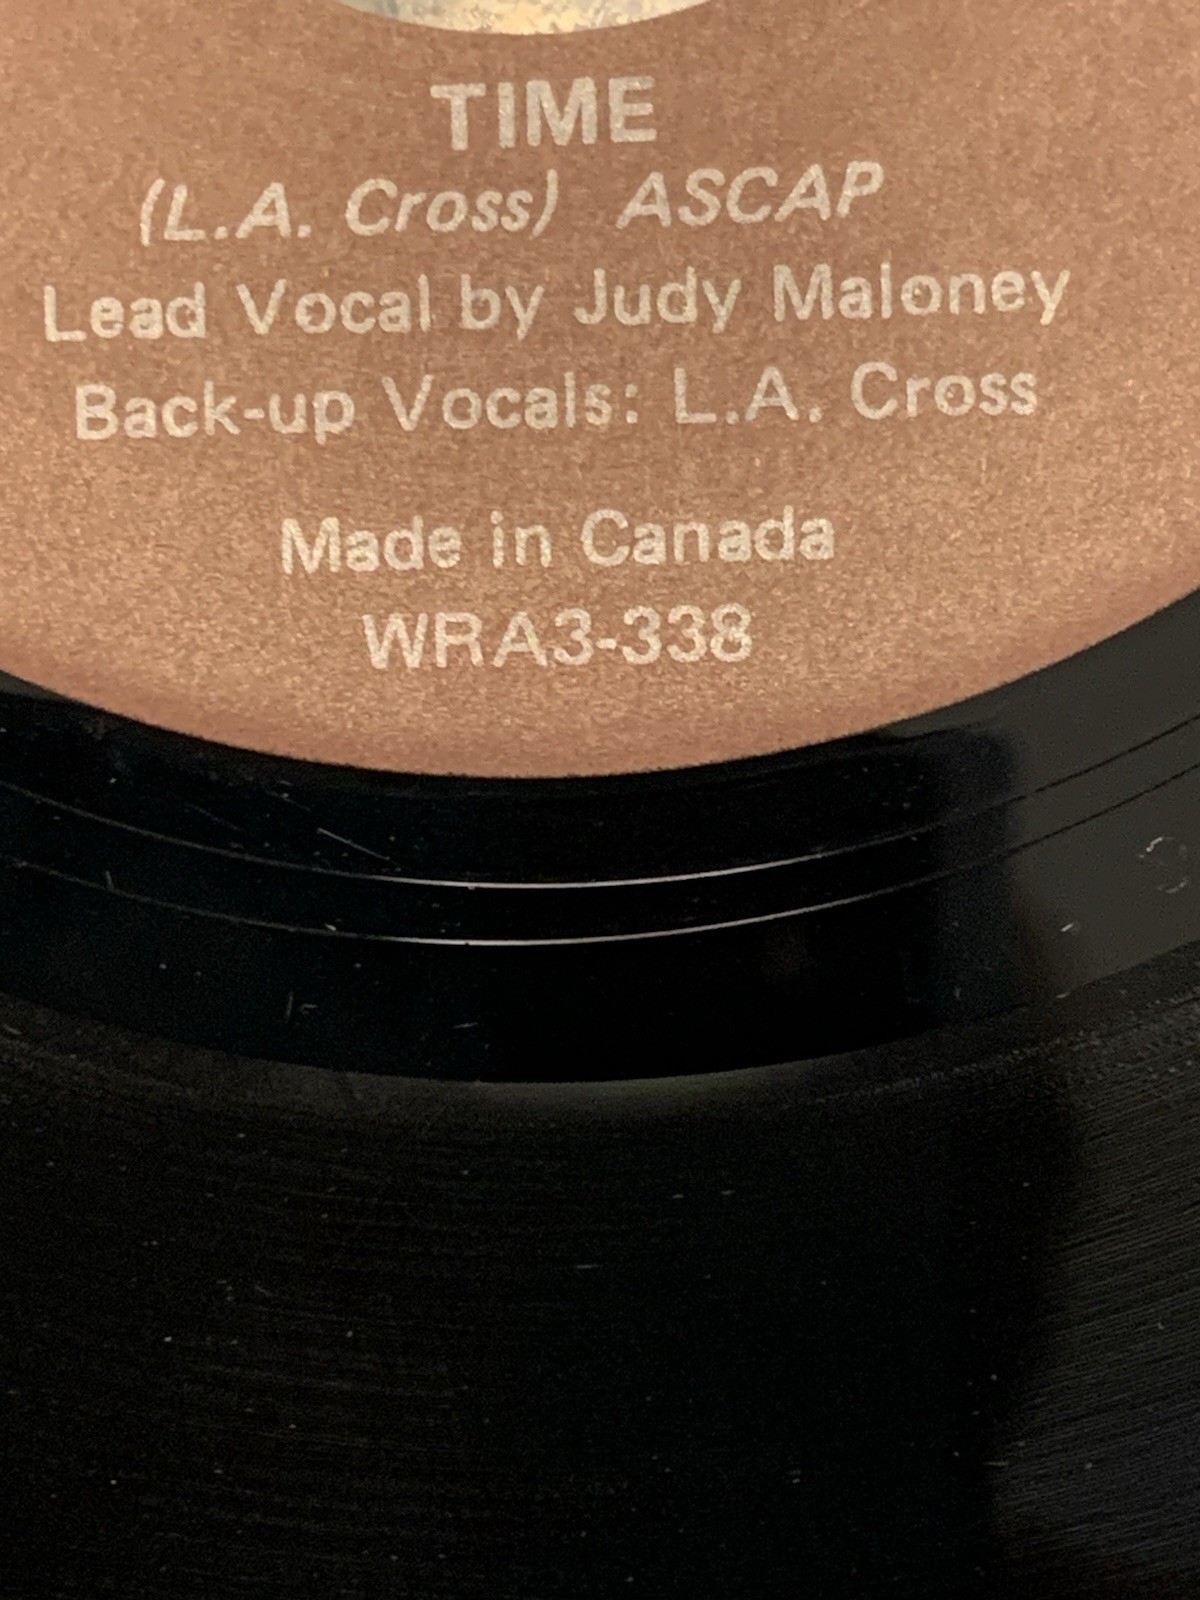 TIME
(L.A. Cross) ASCAP
Lead Vocal by Judy Maloney
Back-up Vocals: L.A. Cross
Made in Canada
WRA3-338